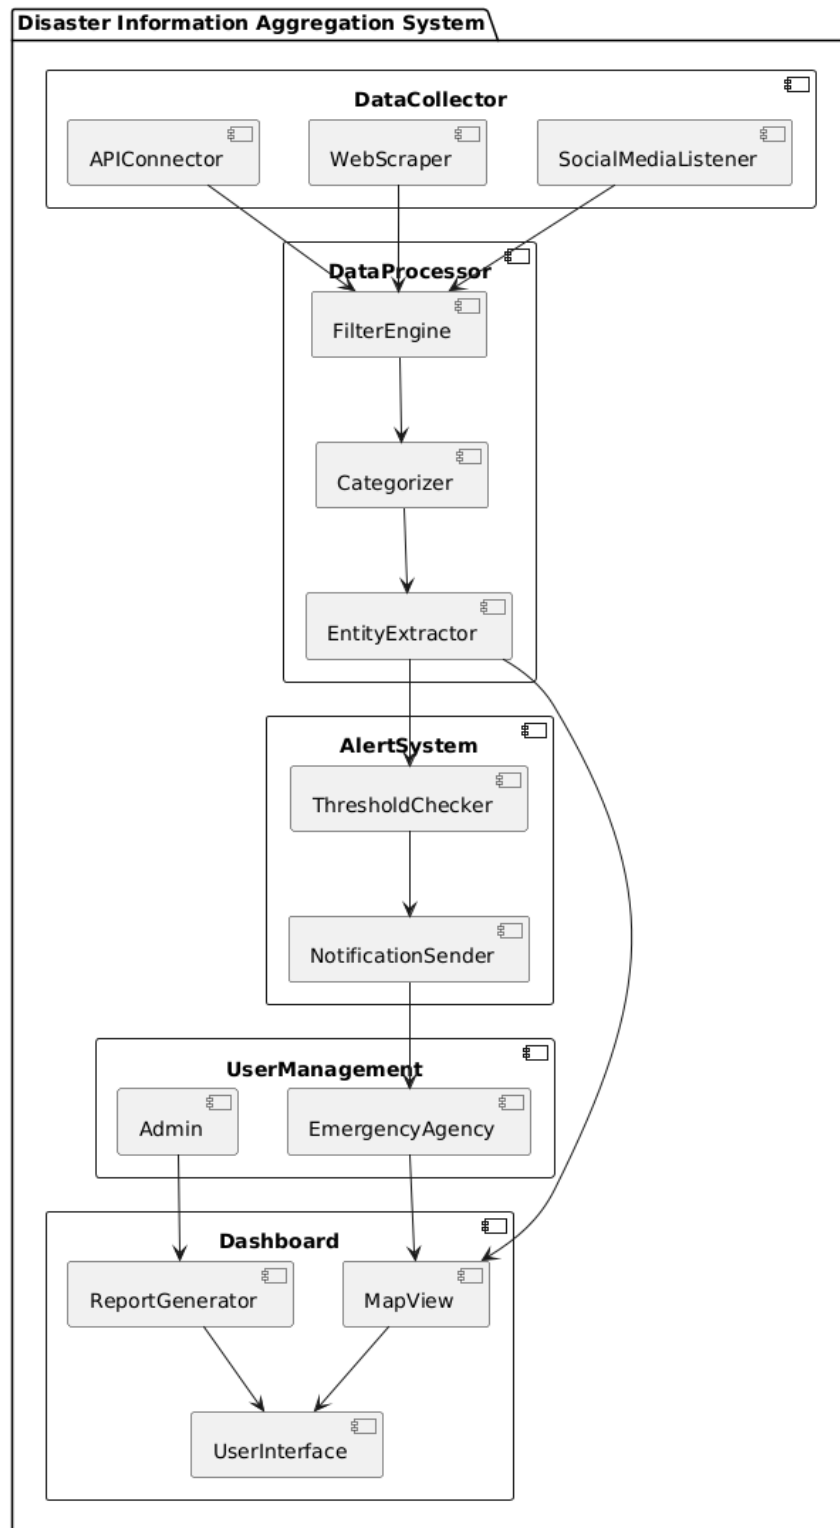 Disaster Information Aggregation System
DataCollector
APIConnector
WebScraper
SocialMediaListener
DataProcessor
FilterEngine
Categorizer
EntityExtractor
AlertSystem
ThresholdChecker
NotificationSender
UserManagement
Admin
EmergencyAgency
Dashboard
ReportGenerator
MapView
UserInterface